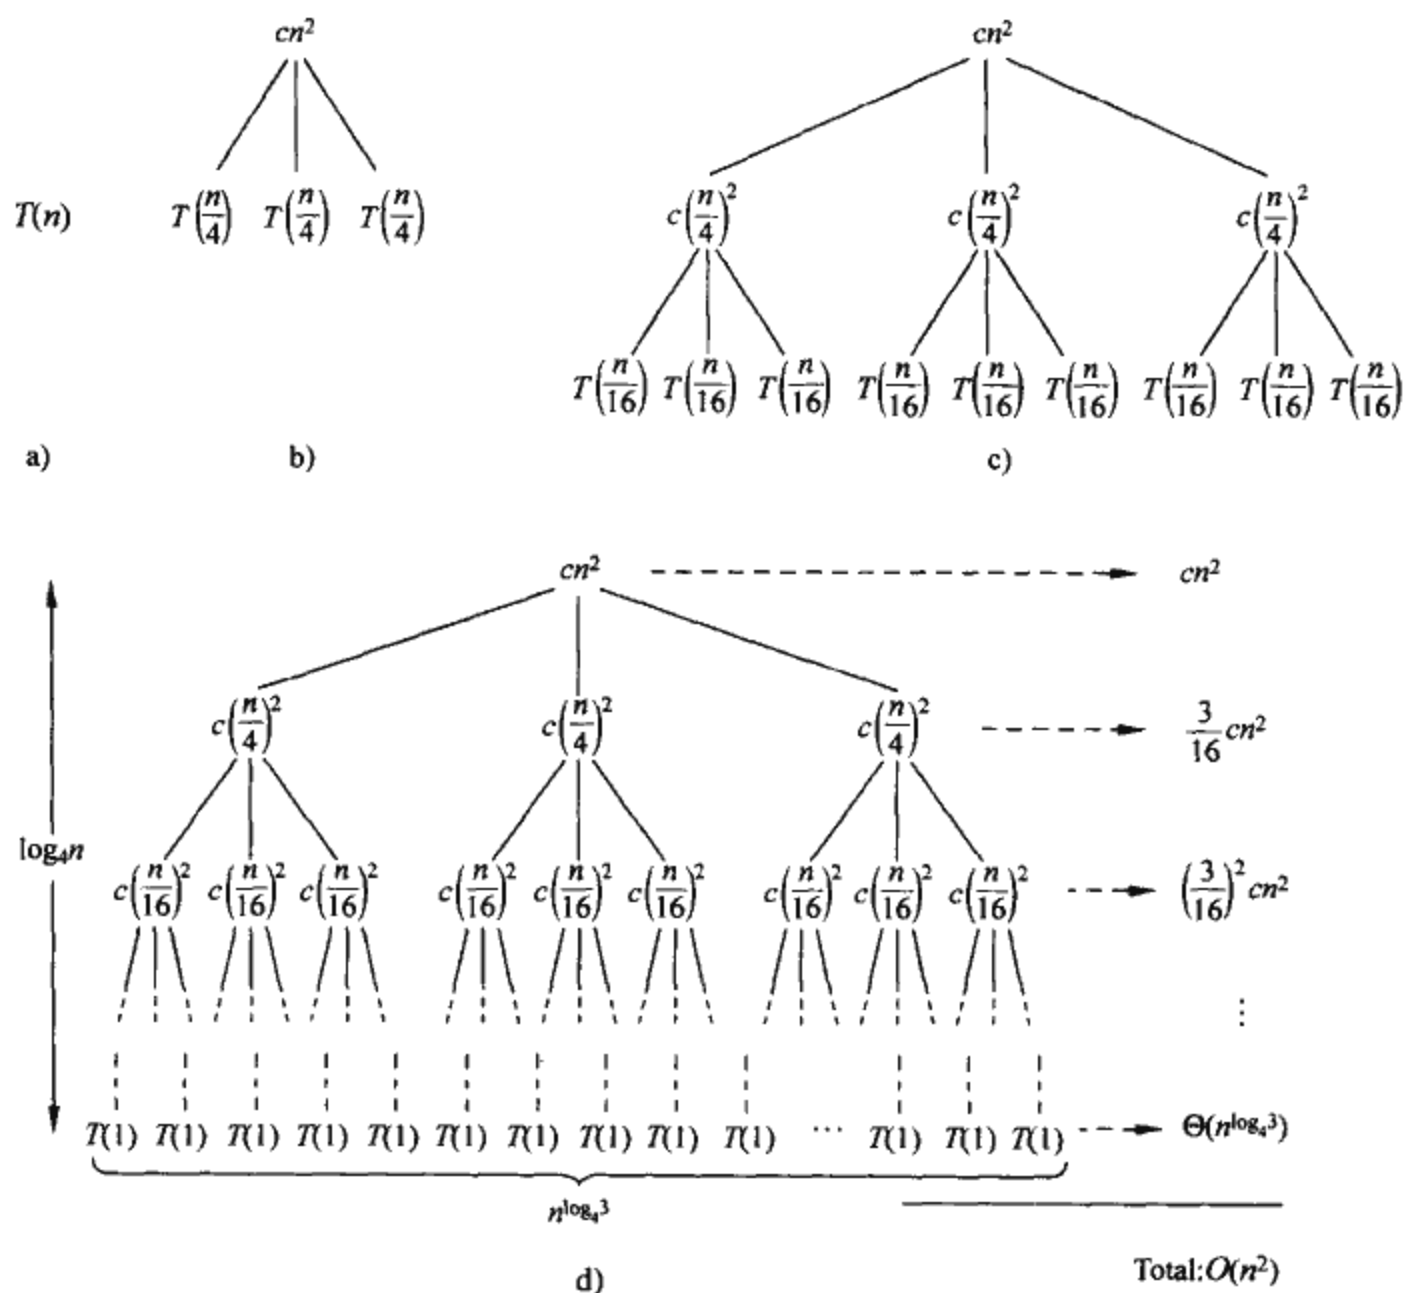 cn² cn²
T(n) T(n/4) T(n/4) T(n/4) c(n/4)² c(n/4)² c(n/4)²
T(n/16) T(n/16) T(n/16) T(n/16) T(n/16) T(n/16) T(n/16) T(n/16) T(n/16)
a) b) c)
cn² cn²
c(n/4)² c(n/4)² c(n/4)² 3/16 cn²
log₄n
c(n/16)² c(n/16)² c(n/16)² c(n/16)² c(n/16)² c(n/16)² c(n/16)² c(n/16)² c(n/16)² (3/16)² cn²
⋮
T(1) T(1) T(1) T(1) T(1) T(1) T(1) T(1) T(1) T(1) ... T(1) T(1) T(1) Θ(n^log₄3)
n^log₄3
Total:O(n²)
d)